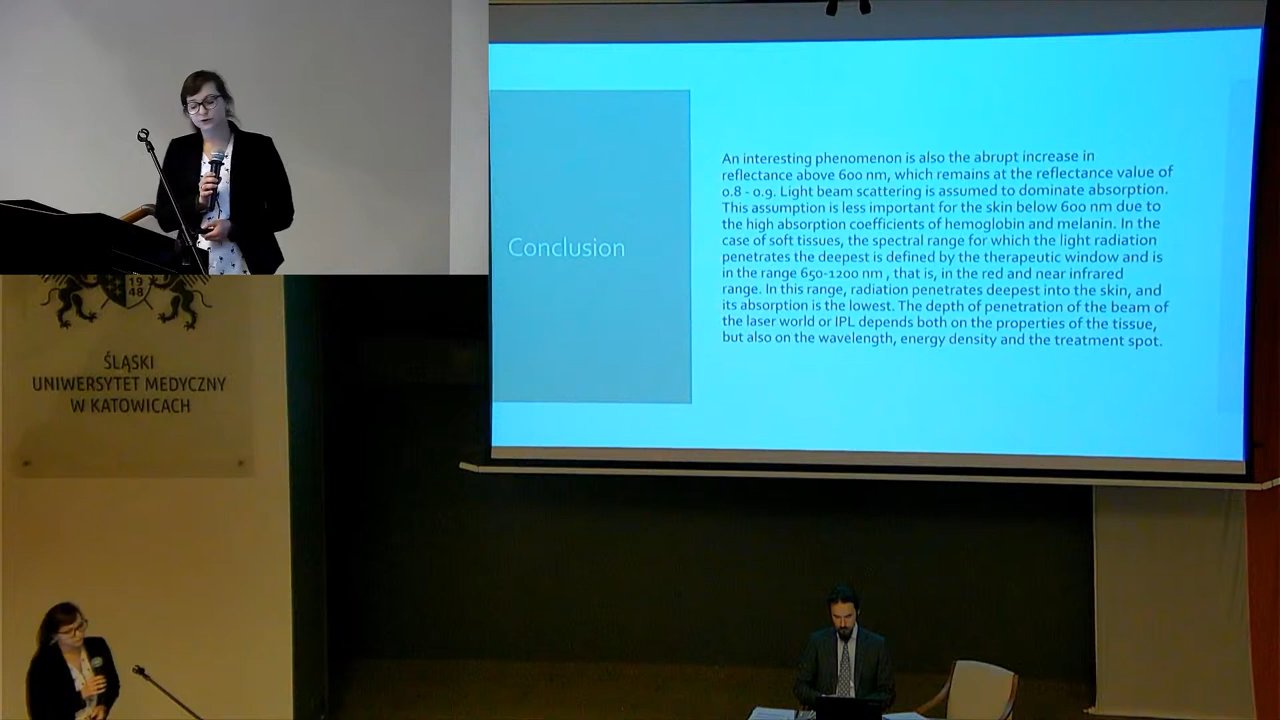 19
48
ŚLĄSKI
UNIWERSYTET MEDYCZNY
W KATOWICACH
Conclusion
An interesting phenomenon is also the abrupt increase in
reflectance above 600 nm, which remains at the reflectance value of
0.8 - 0.9. Light beam scattering is assumed to dominate absorption.
This assumption is less important for the skin below 600 nm due to
the high absorption coefficients of hemoglobin and melanin. In the
case of soft tissues, the spectral range for which the light radiation
penetrates the deepest is defined by the therapeutic window and is
in the range 650-1200 nm , that is, in the red and near infrared
range. In this range, radiation penetrates deepest into the skin, and
its absorption is the lowest. The depth of penetration of the beam of
the laser world or IPL depends both on the properties of the tissue,
but also on the wavelength, energy density and the treatment spot.